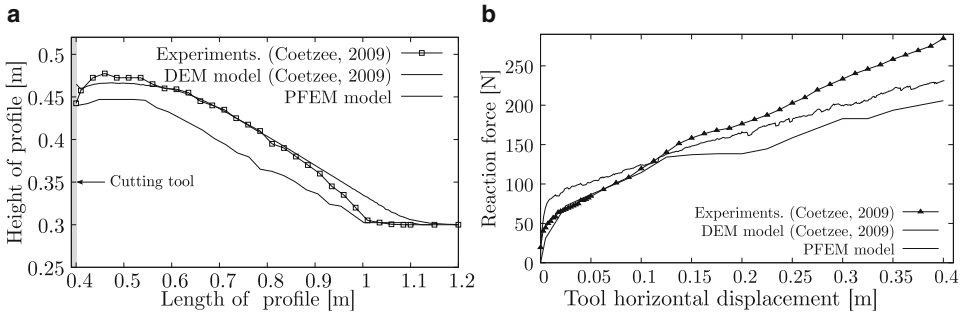 a
0.5
0.45
0.4
0.35
0.3
0.25
Height of profile [m]
Experiments. (Coetzee, 2009)
DEM model (Coetzee, 2009)
PFEM model
Cutting tool
0.4 0.5 0.6 0.7 0.8 0.9 1 1.1 1.2
Length of profile [m]
b
250
200
150
100
50
0
Reaction force [N]
Experiments. (Coetzee, 2009)
DEM model (Coetzee, 2009)
PFEM model
0 0.05 0.1 0.15 0.2 0.25 0.3 0.35 0.4
Tool horizontal displacement [m]